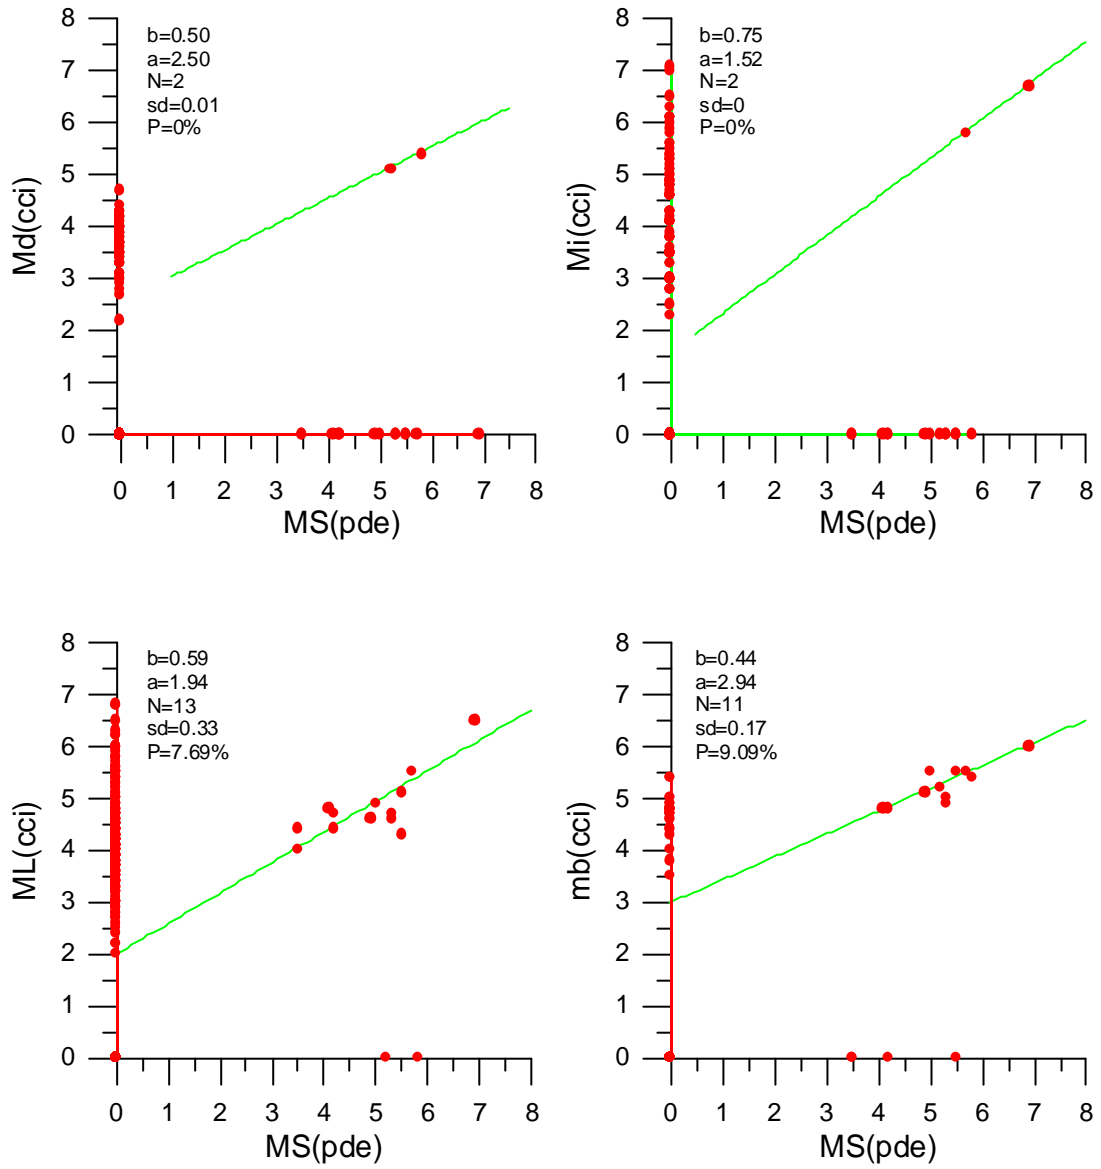 8
7
6
5
4
3
2
1
0
Md(cci)
b=0.50
a=2.50
N=2
sd=0.01
P=0%
0 1 2 3 4 5 6 7 8
MS(pde)
8
7
6
5
4
3
2
1
0
Mi(cci)
b=0.75
a=1.52
N=2
sd=0
P=0%
0 1 2 3 4 5 6 7 8
MS(pde)
8
7
6
5
4
3
2
1
0
ML(cci)
b=0.59
a=1.94
N=13
sd=0.33
P=7.69%
0 1 2 3 4 5 6 7 8
MS(pde)
8
7
6
5
4
3
2
1
0
mb(cci)
b=0.44
a=2.94
N=11
sd=0.17
P=9.09%
0 1 2 3 4 5 6 7 8
MS(pde)